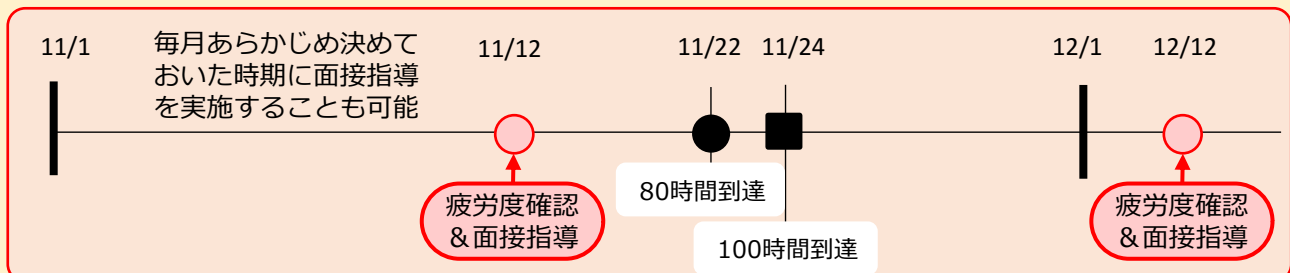 11/1
毎月あらかじめ決めて
おいた時期に面接指導
を実施することも可能
11/12
11/22
11/24
12/1
12/12
疲労度確認
＆面接指導
80時間到達
100時間到達
疲労度確認
＆面接指導